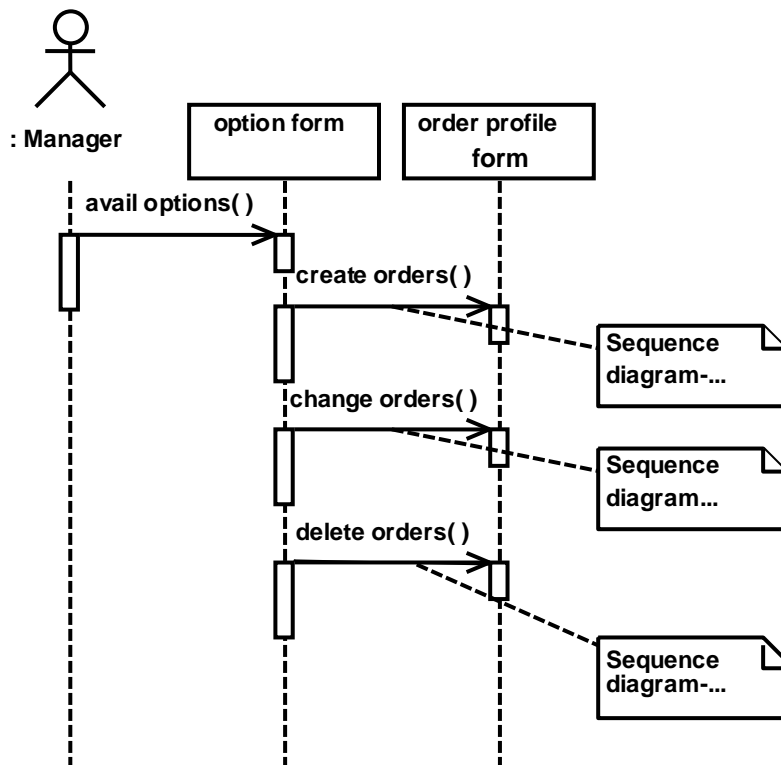 : Manager
option form
order profile
form
avail options( )
create orders( )
Sequence
diagram-...
change orders( )
Sequence
diagram...
delete orders( )
Sequence
diagram-...